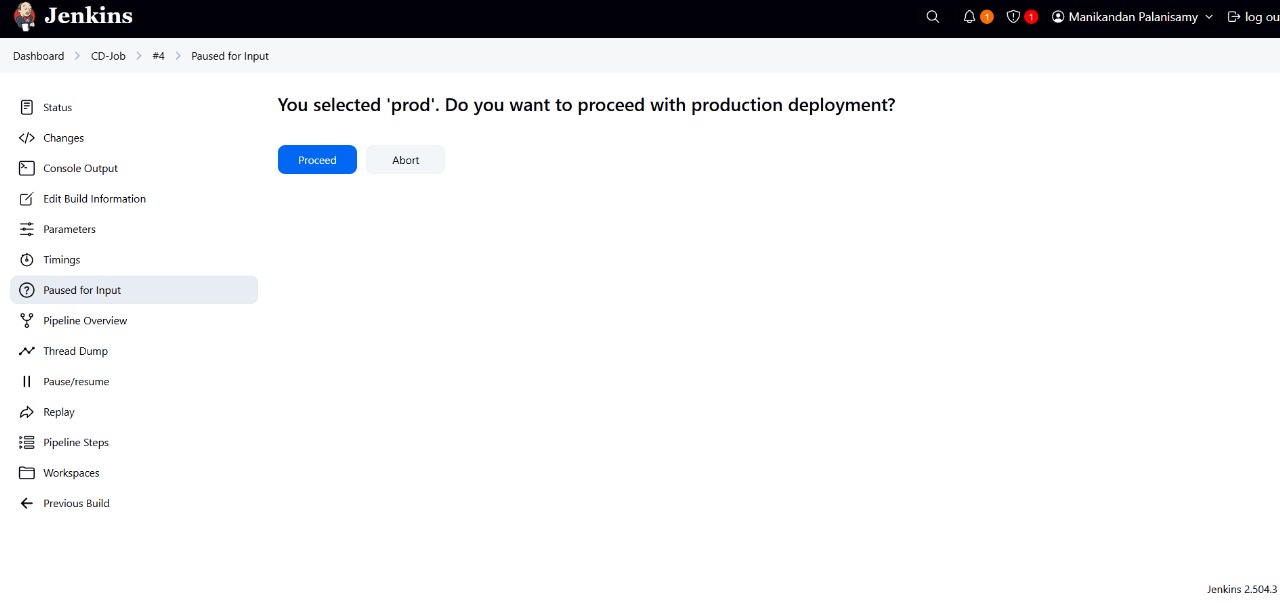 Jenkins
1
1
Manikandan Palanisamy
log ou
Dashboard
CD-Job
#4
Paused for Input
Status
Changes
Console Output
Edit Build Information
Parameters
Timings
Paused for Input
Pipeline Overview
Thread Dump
Pause/resume
Replay
Pipeline Steps
Workspaces
Previous Build
You selected 'prod'. Do you want to proceed with production deployment?
Proceed
Abort
Jenkins 2.504.3